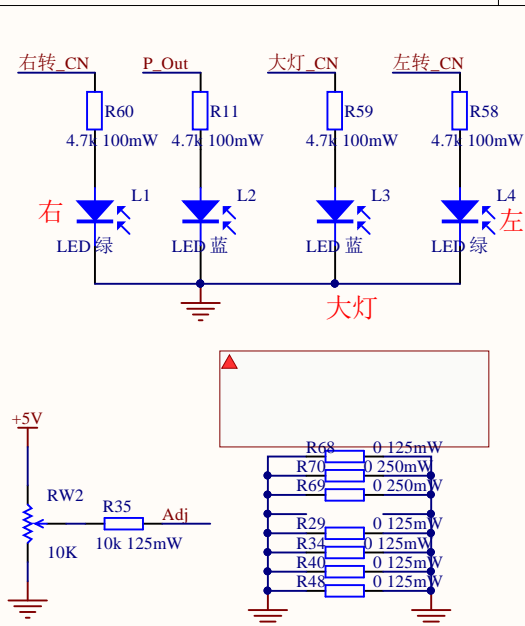 右转_CN P_Out 大灯_CN 左转_CN
R60 R11 R59 R58
4.7k 100mW 4.7k 100mW 4.7k 100mW 4.7k 100mW
右 L1 L2 L3 L4 左
LED 绿 LED 蓝 LED 蓝 LED 绿
大灯
+5V
RW2
10K
R35
10k 125mW
Adj
R68 0 125mW
R70 0 250mW
R69 0 250mW
R29 0 125mW
R34 0 125mW
R40 0 125mW
R48 0 125mW